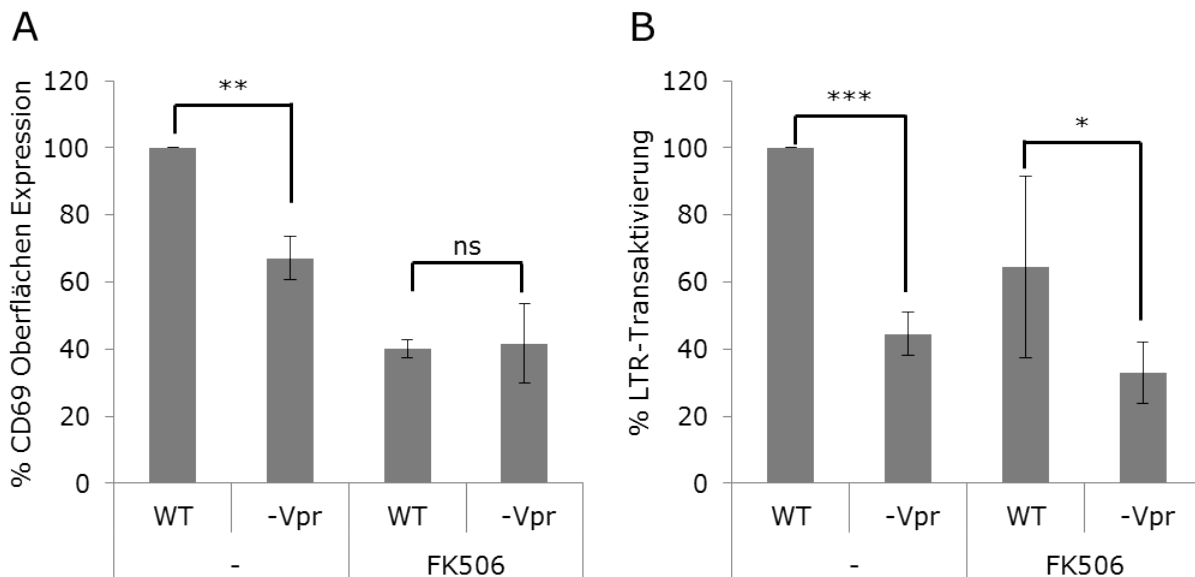 A
% CD69 Oberflächen Expression
120
100
80
60
40
20
0
**
ns
WT -Vpr WT -Vpr
- FK506
B
% LTR-Transaktivierung
120
100
80
60
40
20
0
***
*
WT -Vpr WT -Vpr
- FK506